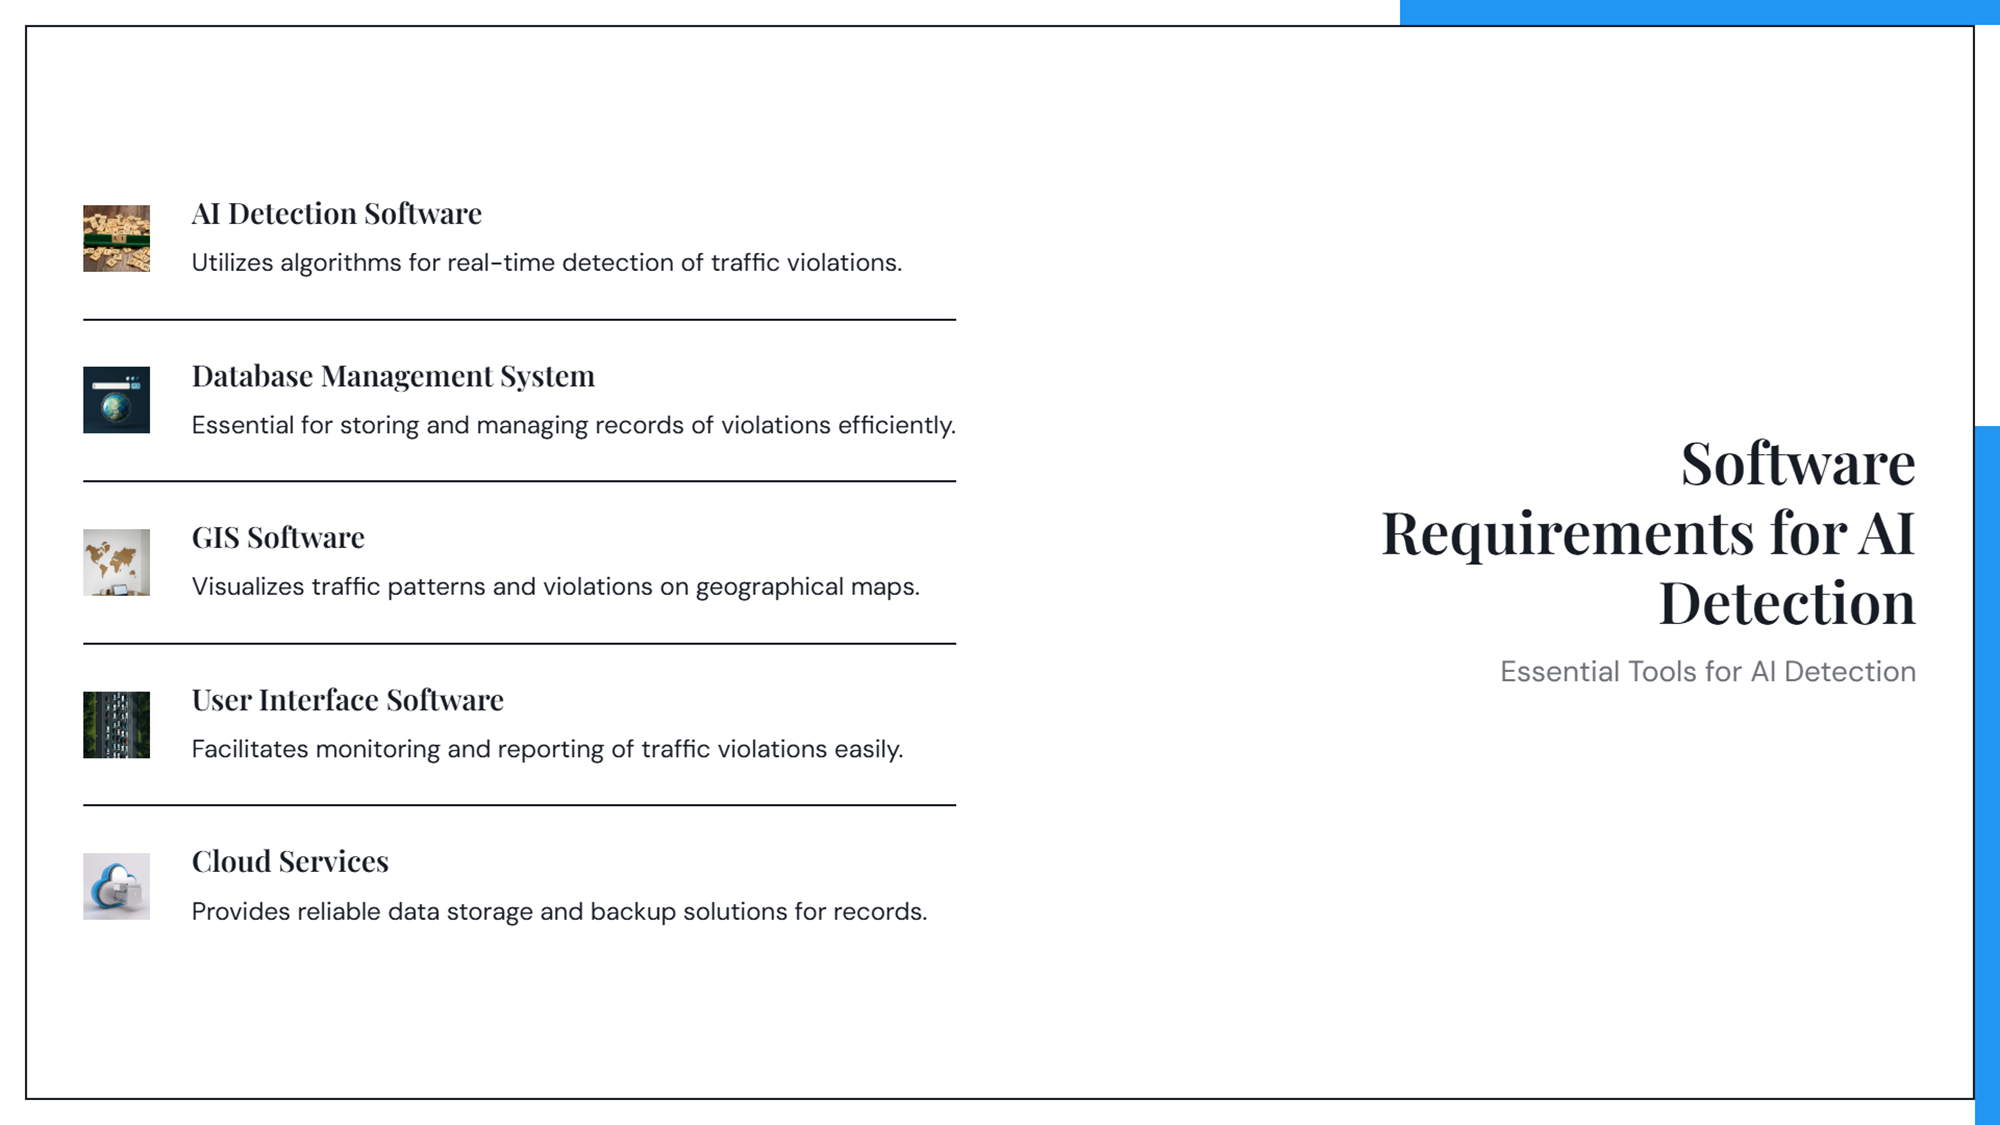 AI Detection Software
Utilizes algorithms for real-time detection of traffic violations.
Database Management System
Essential for storing and managing records of violations efficiently.
GIS Software
Visualizes traffic patterns and violations on geographical maps.
User Interface Software
Facilitates monitoring and reporting of traffic violations easily.
Cloud Services
Provides reliable data storage and backup solutions for records.
Software
Requirements for AI
Detection
Essential Tools for AI Detection